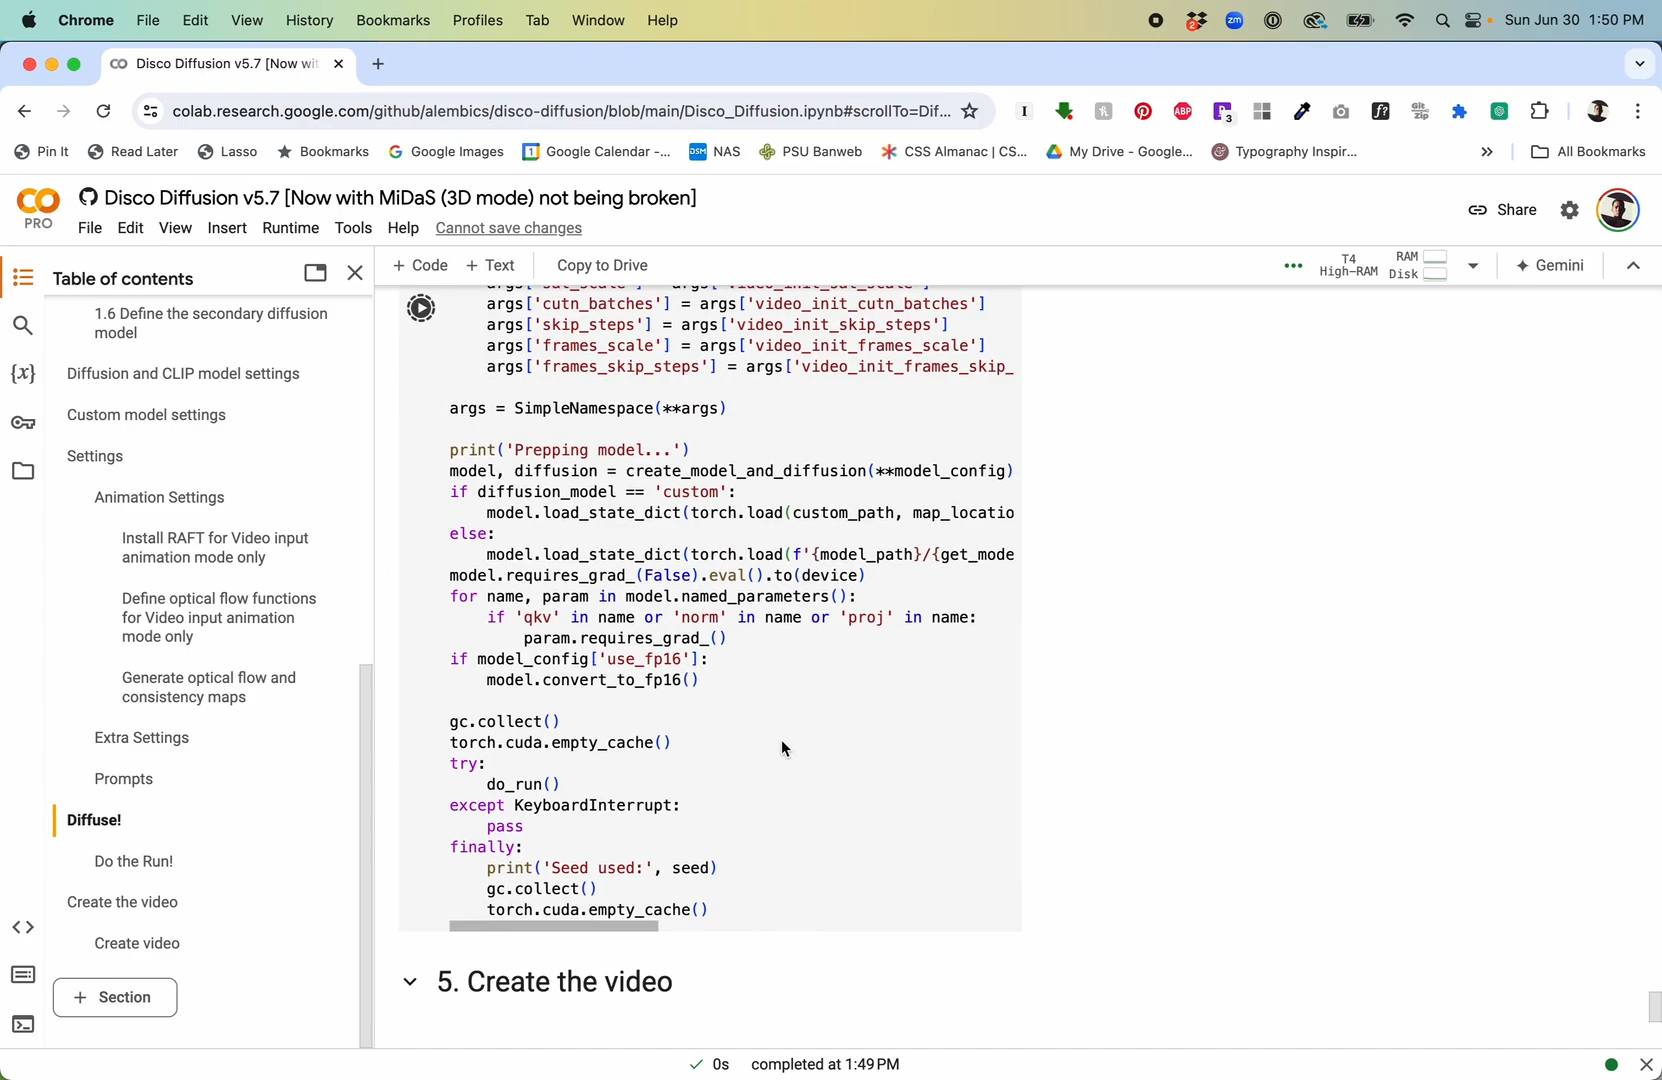 Chrome File Edit View History Bookmarks Profiles Tab Window Help
2 zm Sun Jun 30 1:50 PM
Disco Diffusion v5.7 [Now wit
colab.research.google.com/github/alembics/disco-diffusion/blob/main/Disco_Diffusion.ipynb#scrollTo=Dif...
ABP 3 f?
Pin It Read Later Lasso Bookmarks Google Images Google Calendar -... NAS PSU Banweb CSS Almanac | CS... My Drive - Google... Typography Inspir... » All Bookmarks
Disco Diffusion v5.7 [Now with MiDaS (3D mode) not being broken]
PRO
File Edit View Insert Runtime Tools Help Cannot save changes
Share
Table of contents
+ Code + Text Copy to Drive
T4 High-RAM RAM Disk Gemini
1.6 Define the secondary diffusion
model
Diffusion and CLIP model settings
Custom model settings
Settings
Animation Settings
Install RAFT for Video input
animation mode only
Define optical flow functions
for Video input animation
mode only
Generate optical flow and
consistency maps
Extra Settings
Prompts
Diffuse!
Do the Run!
Create the video
Create video
+ Section
args['cutn_batches'] = args['video_init_cutn_batches']
args['skip_steps'] = args['video_init_skip_steps']
args['frames_scale'] = args['video_init_frames_scale']
args['frames_skip_steps'] = args['video_init_frames_skip_
args = SimpleNamespace(**args)
print('Prepping model...')
model, diffusion = create_model_and_diffusion(**model_config)
if diffusion_model == 'custom':
model.load_state_dict(torch.load(custom_path, map_locatio
else:
model.load_state_dict(torch.load(f'{model_path}/{get_mode
model.requires_grad_(False).eval().to(device)
for name, param in model.named_parameters():
if 'qkv' in name or 'norm' in name or 'proj' in name:
param.requires_grad_()
if model_config['use_fp16']:
model.convert_to_fp16()
gc.collect()
torch.cuda.empty_cache()
try:
do_run()
except KeyboardInterrupt:
pass
finally:
print('Seed used:', seed)
gc.collect()
torch.cuda.empty_cache()
5. Create the video
0s completed at 1:49 PM